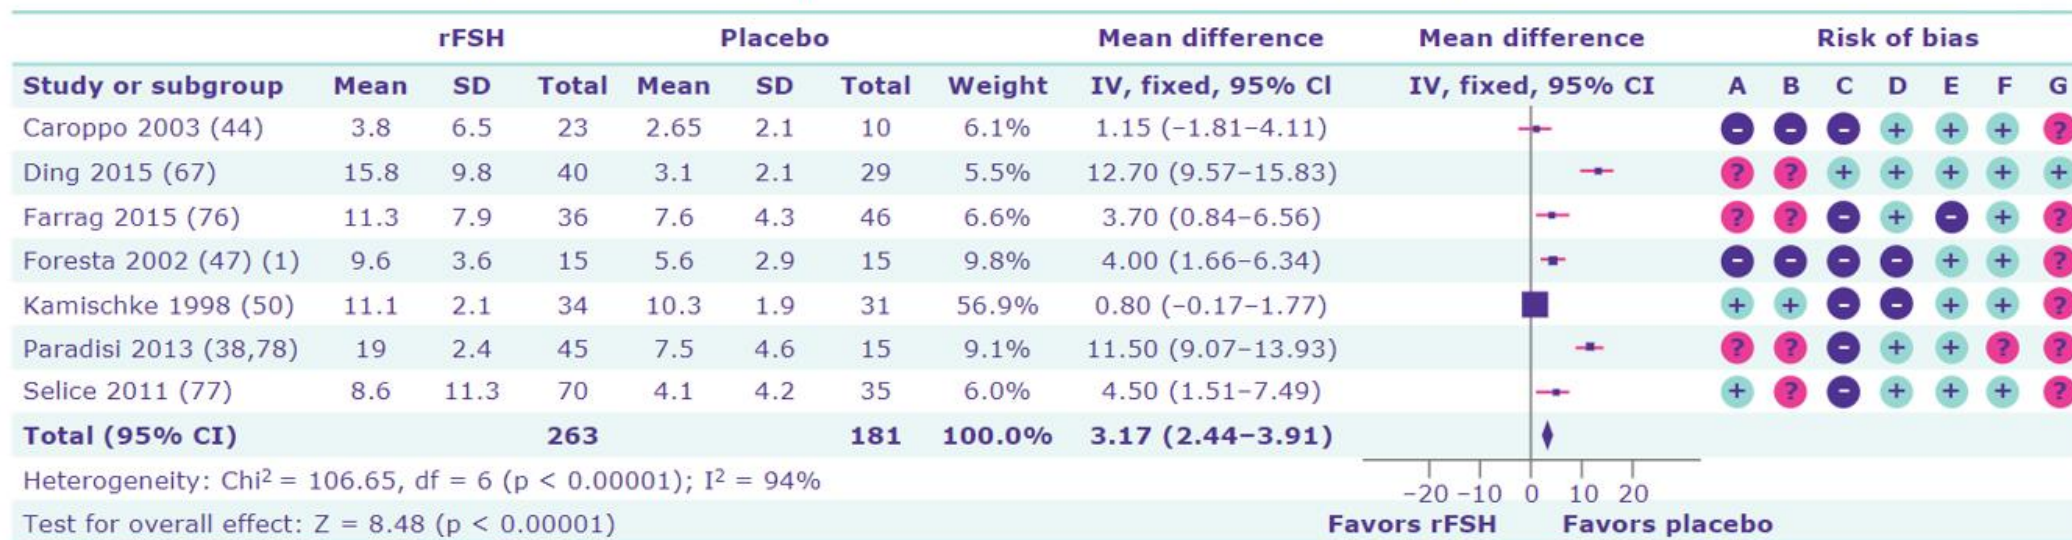 rFSH Placebo Mean difference Mean difference Risk of bias
Study or subgroup Mean SD Total Mean SD Total Weight IV, fixed, 95% Cl IV, fixed, 95% CI A B C D E F G
Caroppo 2003 (44) 3.8 6.5 23 2.65 2.1 10 6.1% 1.15 (−1.81–4.11) - - - + + + ?
Ding 2015 (67) 15.8 9.8 40 3.1 2.1 29 5.5% 12.70 (9.57–15.83) ? ? + + + + +
Farrag 2015 (76) 11.3 7.9 36 7.6 4.3 46 6.6% 3.70 (0.84–6.56) ? ? - + - + ?
Foresta 2002 (47) (1) 9.6 3.6 15 5.6 2.9 15 9.8% 4.00 (1.66–6.34) - - - - + + ?
Kamischke 1998 (50) 11.1 2.1 34 10.3 1.9 31 56.9% 0.80 (−0.17–1.77) + + - - + + ?
Paradisi 2013 (38,78) 19 2.4 45 7.5 4.6 15 9.1% 11.50 (9.07–13.93) ? ? - + + ? ?
Selice 2011 (77) 8.6 11.3 70 4.1 4.2 35 6.0% 4.50 (1.51–7.49) + ? - + + + ?
Total (95% CI) 263 181 100.0% 3.17 (2.44–3.91)
Heterogeneity: Chi² = 106.65, df = 6 (p < 0.00001); I² = 94%
−20 −10 0 10 20
Test for overall effect: Z = 8.48 (p < 0.00001) Favors rFSH Favors placebo